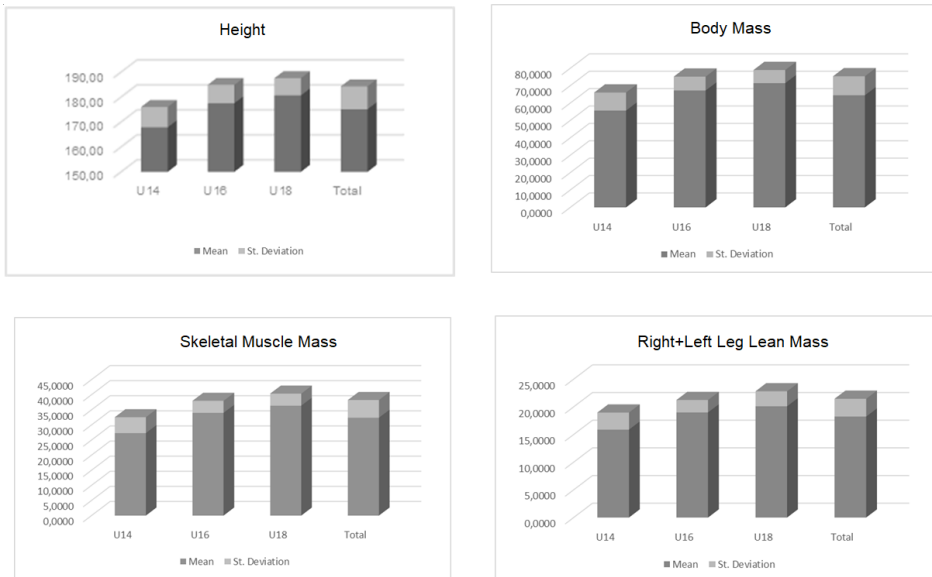 Height
190,00
180,00
170,00
160,00
150,00
U14 U16 U18 Total
Mean St. Deviation
Body Mass
80,0000
70,0000
60,0000
50,0000
40,0000
30,0000
20,0000
10,0000
0,0000
U14 U16 U18 Total
Mean St. Deviation
Skeletal Muscle Mass
45,0000
40,0000
35,0000
30,0000
25,0000
20,0000
15,0000
10,0000
5,0000
0,0000
U14 U16 U18 Total
Mean St. Deviation
Right+Left Leg Lean Mass
25,0000
20,0000
15,0000
10,0000
5,0000
0,0000
U14 U16 U18 Total
Mean St. Deviation